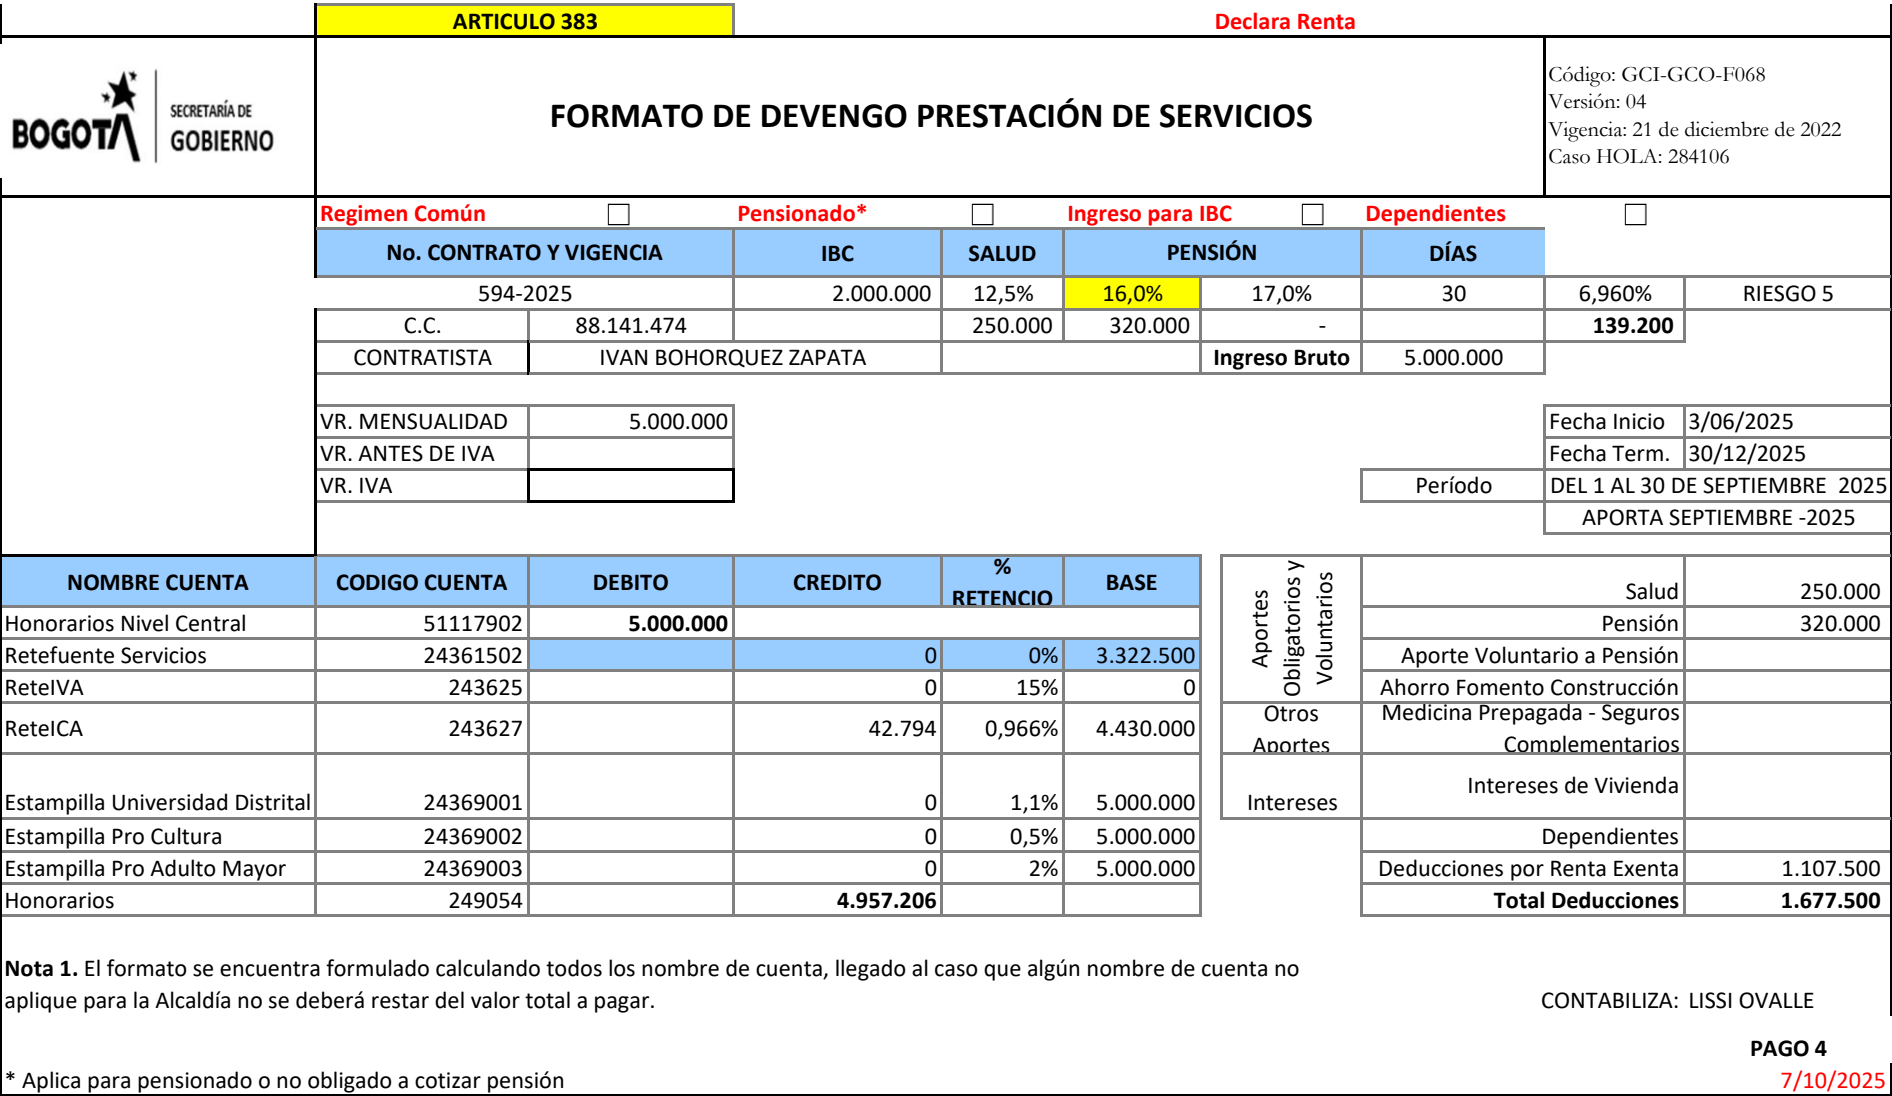 ARTICULO 383 Declara Renta
BOGOTÁ SECRETARÍA DE GOBIERNO
FORMATO DE DEVENGO PRESTACIÓN DE SERVICIOS
Código: GCI-GCO-F068
Versión: 04
Vigencia: 21 de diciembre de 2022
Caso HOLA: 284106
Regimen Común Pensionado* Ingreso para IBC Dependientes
No. CONTRATO Y VIGENCIA IBC SALUD PENSIÓN DÍAS
594-2025 2.000.000 12,5% 16,0% 17,0% 30 6,960% RIESGO 5
C.C. 88.141.474 250.000 320.000 - 139.200
CONTRATISTA IVAN BOHORQUEZ ZAPATA Ingreso Bruto 5.000.000
VR. MENSUALIDAD 5.000.000 Fecha Inicio 3/06/2025
VR. ANTES DE IVA Fecha Term. 30/12/2025
VR. IVA Período DEL 1 AL 30 DE SEPTIEMBRE 2025
APORTA SEPTIEMBRE -2025
NOMBRE CUENTA CODIGO CUENTA DEBITO CREDITO % RETENCIO BASE
Honorarios Nivel Central 51117902 5.000.000
Retefuente Servicios 24361502 0 0% 3.322.500
ReteIVA 243625 0 15% 0
ReteICA 243627 42.794 0,966% 4.430.000
Estampilla Universidad Distrital 24369001 0 1,1% 5.000.000
Estampilla Pro Cultura 24369002 0 0,5% 5.000.000
Estampilla Pro Adulto Mayor 24369003 0 2% 5.000.000
Honorarios 249054 4.957.206
Aportes Obligatorios y Voluntarios
Salud 250.000
Pensión 320.000
Aporte Voluntario a Pensión
Ahorro Fomento Construcción
Otros Aportes Medicina Prepagada - Seguros Complementarios
Intereses Intereses de Vivienda
Dependientes
Deducciones por Renta Exenta 1.107.500
Total Deducciones 1.677.500
Nota 1. El formato se encuentra formulado calculando todos los nombre de cuenta, llegado al caso que algún nombre de cuenta no
aplique para la Alcaldía no se deberá restar del valor total a pagar.
CONTABILIZA: LISSI OVALLE
PAGO 4
* Aplica para pensionado o no obligado a cotizar pensión
7/10/2025